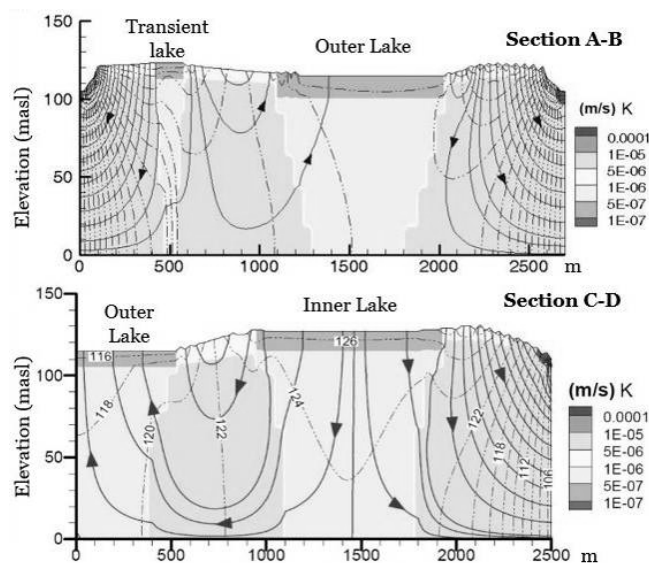 150
100
50
0
Elevation (masl)
Transient
lake
Outer Lake
Section A-B
(m/s) K
0.0001
1E-05
5E-06
1E-06
5E-07
1E-07
0 500 1000 1500 2000 2500 m
150
100
50
0
Elevation (masl)
Outer
Lake
Inner Lake
Section C-D
116
118
120
122
124
126
122
118
112
106
(m/s) K
0.0001
1E-05
5E-06
1E-06
5E-07
1E-07
0 500 1000 1500 2000 2500 m